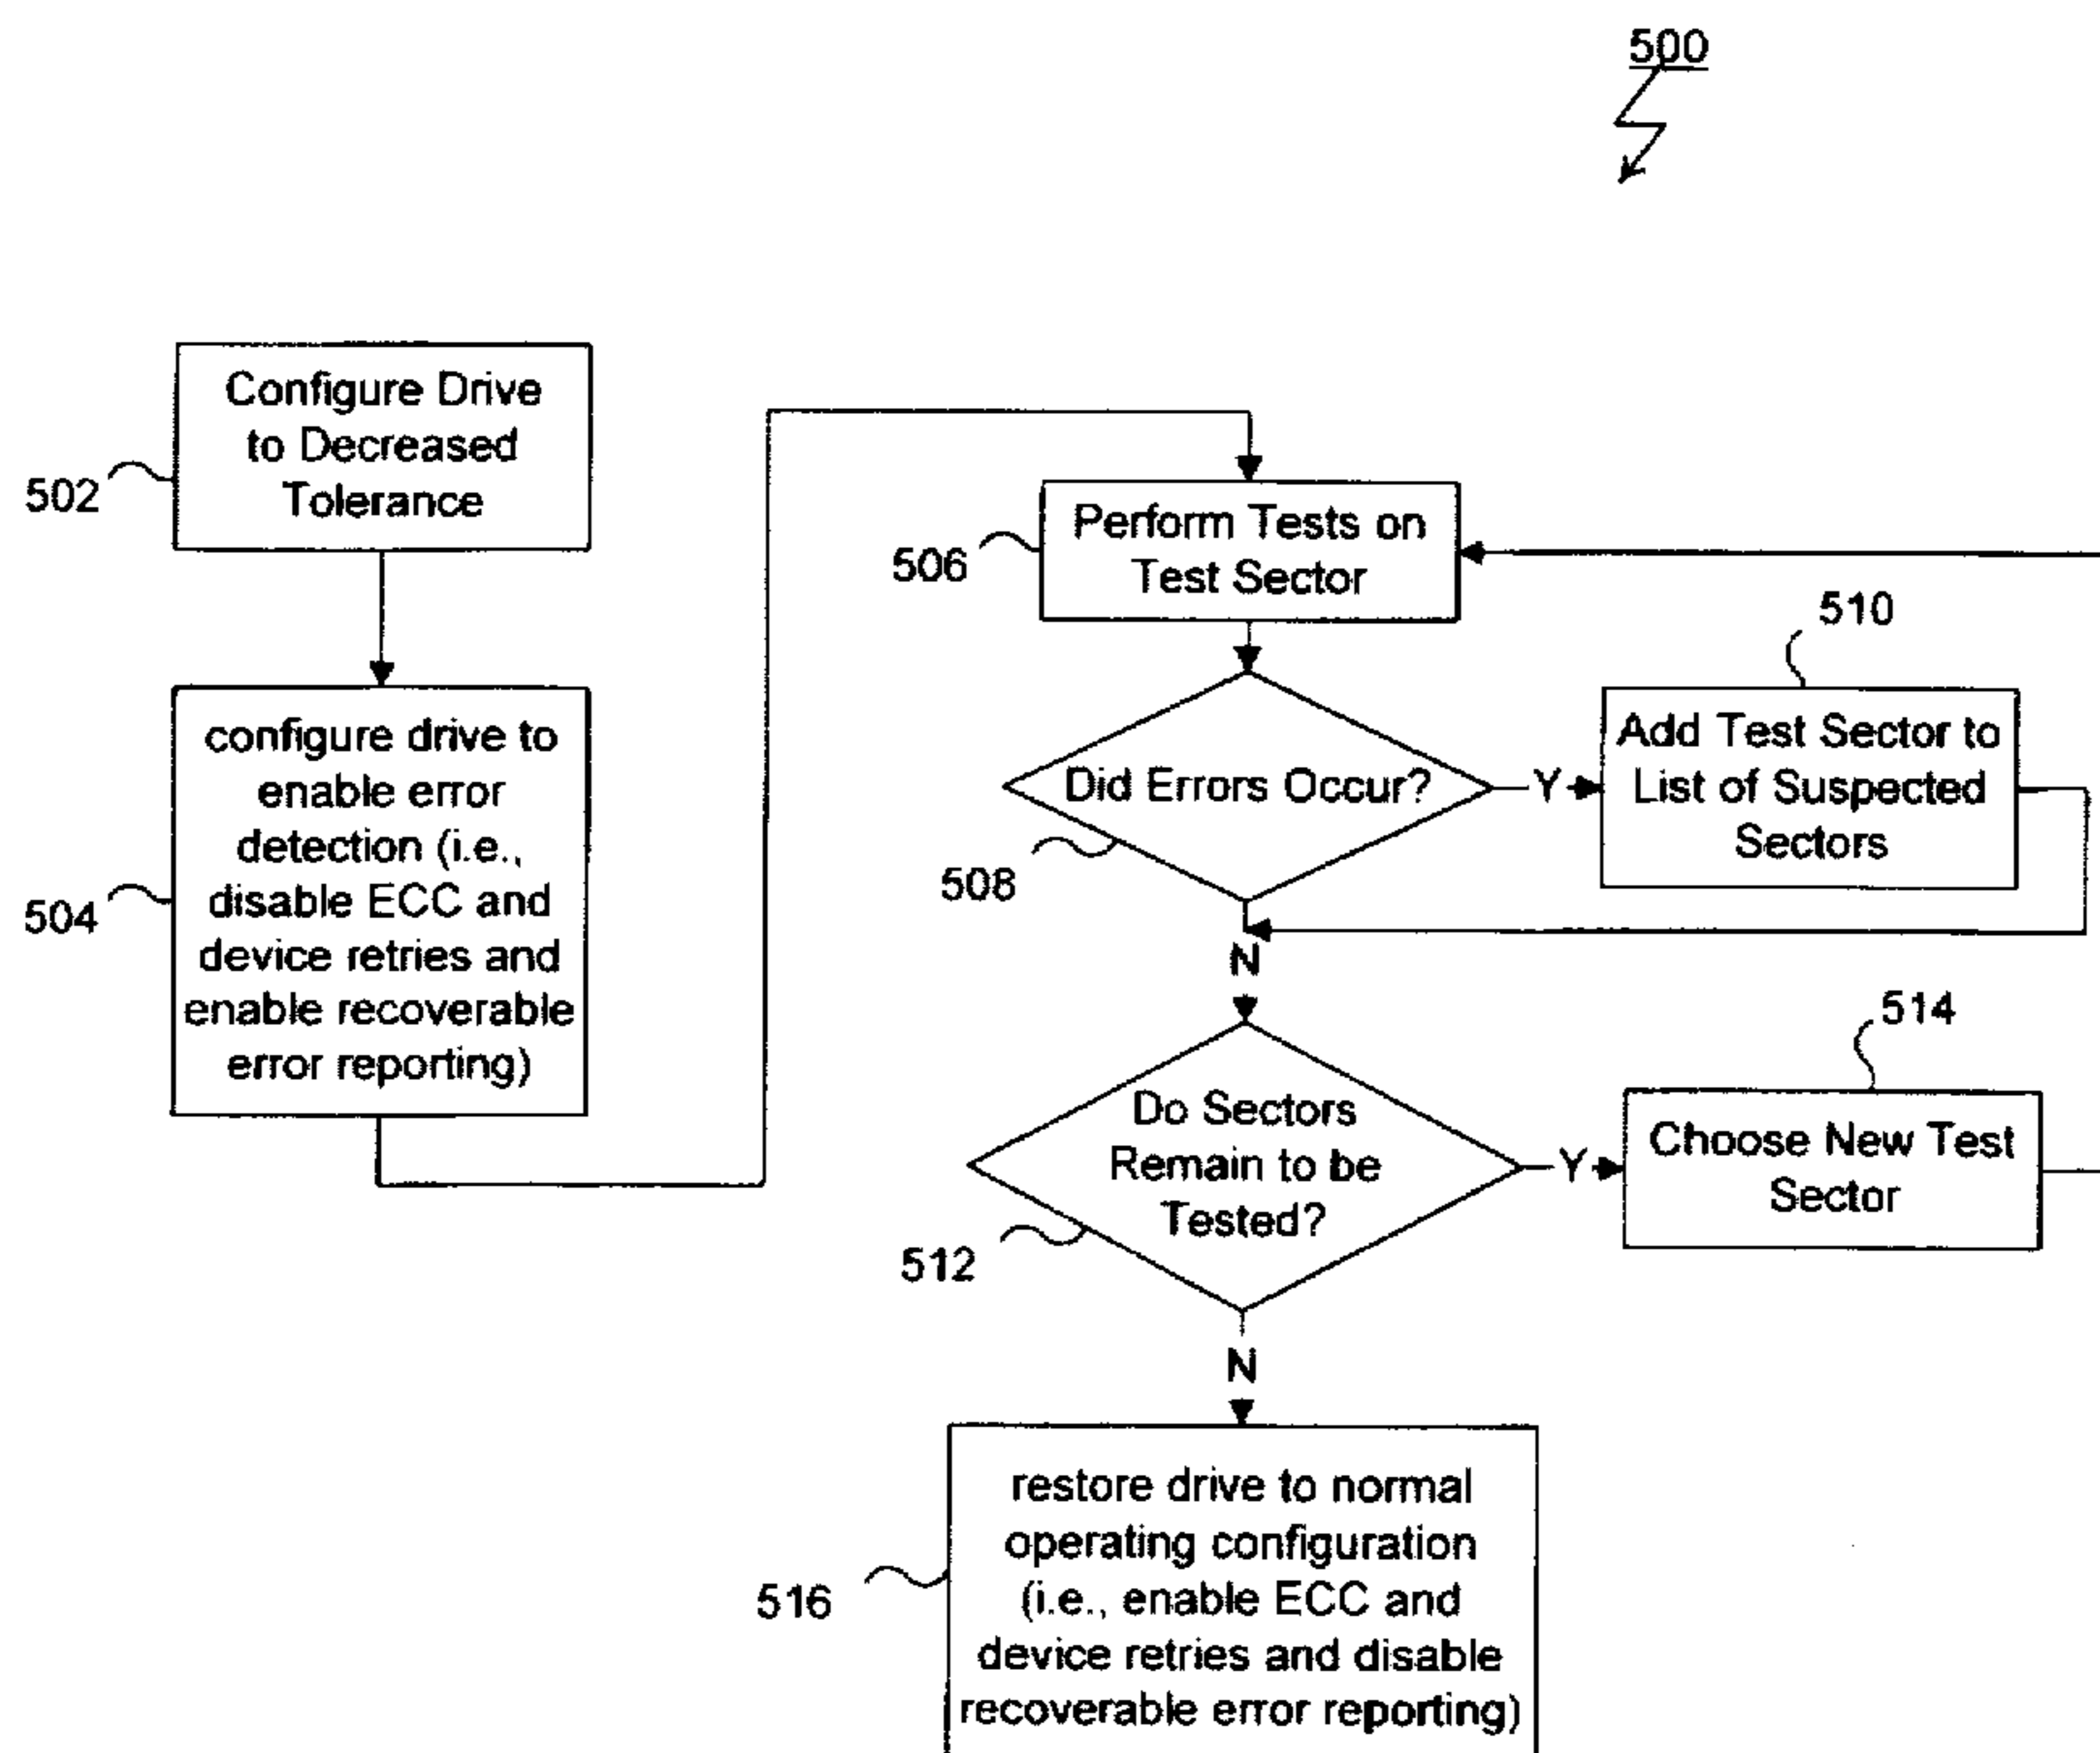 500
Configure Drive
to Decreased
Tolerance
502
configure drive to
enable error
detection (i.e.,
disable ECC and
device retries and
enable recoverable
error reporting)
504
Perform Tests on
Test Sector
506
Did Errors Occur?
508
Y
510
Add Test Sector to
List of Suspected
Sectors
N
Do Sectors
Remain to be
Tested?
512
Y
514
Choose New Test
Sector
N
restore drive to normal
operating configuration
(i.e., enable ECC and
device retries and disable
recoverable error reporting)
516